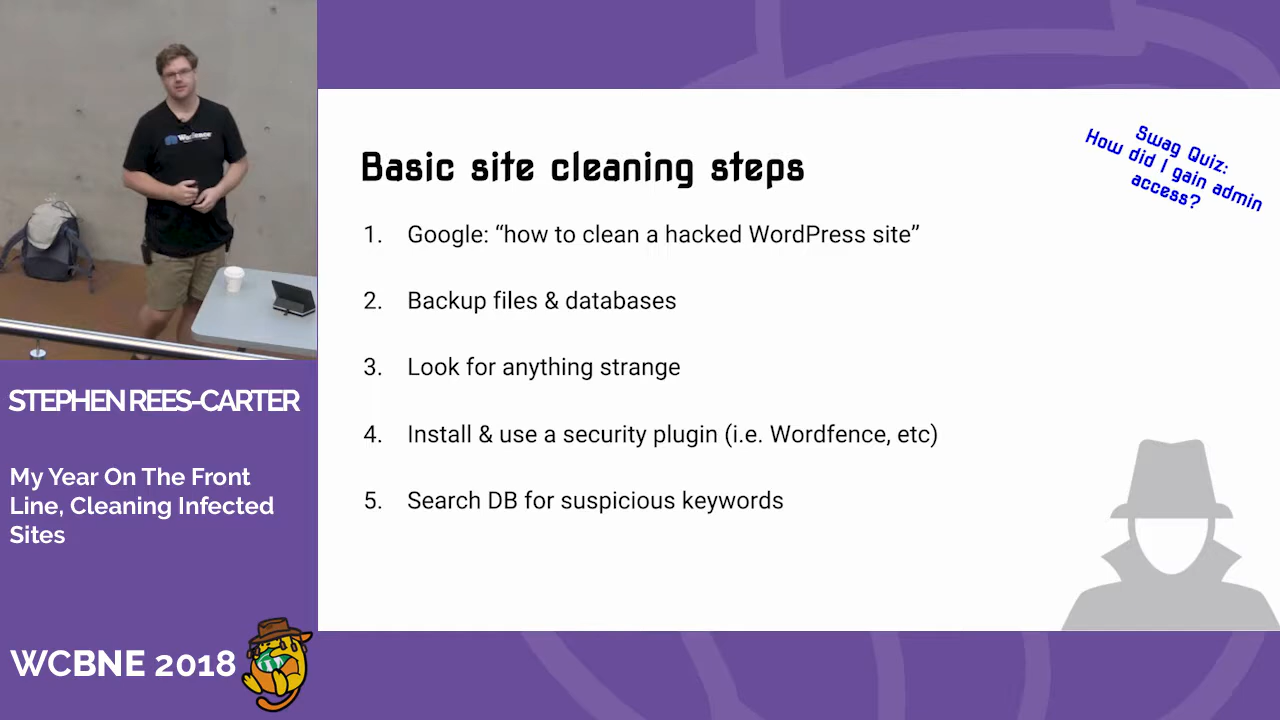 Wordfence
STEPHEN REES-CARTER
My Year On The Front
Line, Cleaning Infected
Sites
WCBNE 2018
Basic site cleaning steps
1. Google: “how to clean a hacked WordPress site”
2. Backup files & databases
3. Look for anything strange
4. Install & use a security plugin (i.e. Wordfence, etc)
5. Search DB for suspicious keywords
Swag Quiz:
How did I gain admin
access?